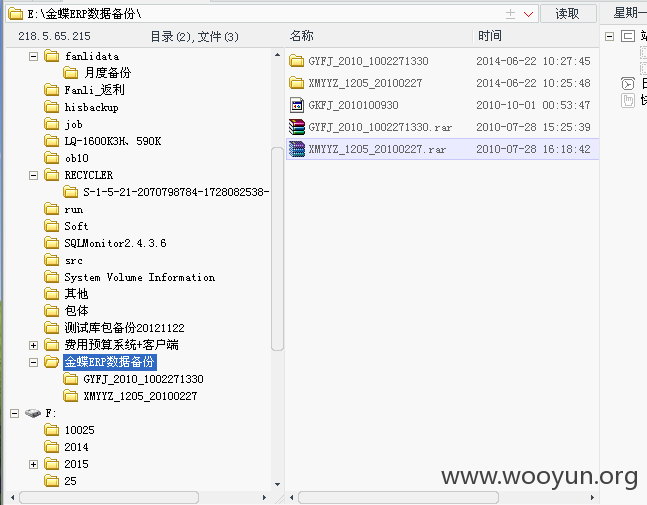 E:\金蝶ERP数据备份\
读取
星期一
218.5.65.215
目录(2),文件(3)
名称
时间
fanlidata
月度备份
Fanli_返利
hisbackup
job
LQ-1600K3H、590K
ob10
RECYCLER
S-1-5-21-2070798784-1728082538-
run
Soft
SQLMonitor2.4.3.6
src
System Volume Information
其他
包体
测试库包备份20121122
费用预算系统+客户端
金蝶ERP数据备份
GYFJ_2010_1002271330
XMYYZ_1205_20100227
F:
10025
2014
2015
25
GYFJ_2010_1002271330 2014-06-22 10:27:45
XMYYZ_1205_20100227 2014-06-22 10:25:48
GKFJ_2010100930 2010-10-01 00:53:47
GYFJ_2010_1002271330.rar 2010-07-28 15:25:39
XMYYZ_1205_20100227.rar 2010-07-28 16:18:42
www.wooyun.org